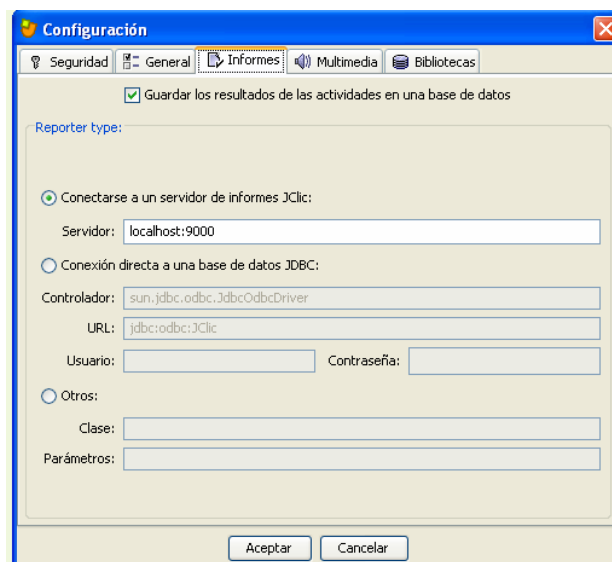 Configuración
Seguridad General Informes Multimedia Bibliotecas
Guardar los resultados de las actividades en una base de datos
Reporter type:
Conectarse a un servidor de informes JClic:
Servidor: localhost:9000
Conexión directa a una base de datos JDBC:
Controlador: sun.jdbc.odbc.JdbcOdbcDriver
URL: jdbc:odbc:JClic
Usuario: Contraseña:
Otros:
Clase:
Parámetros:
Aceptar Cancelar